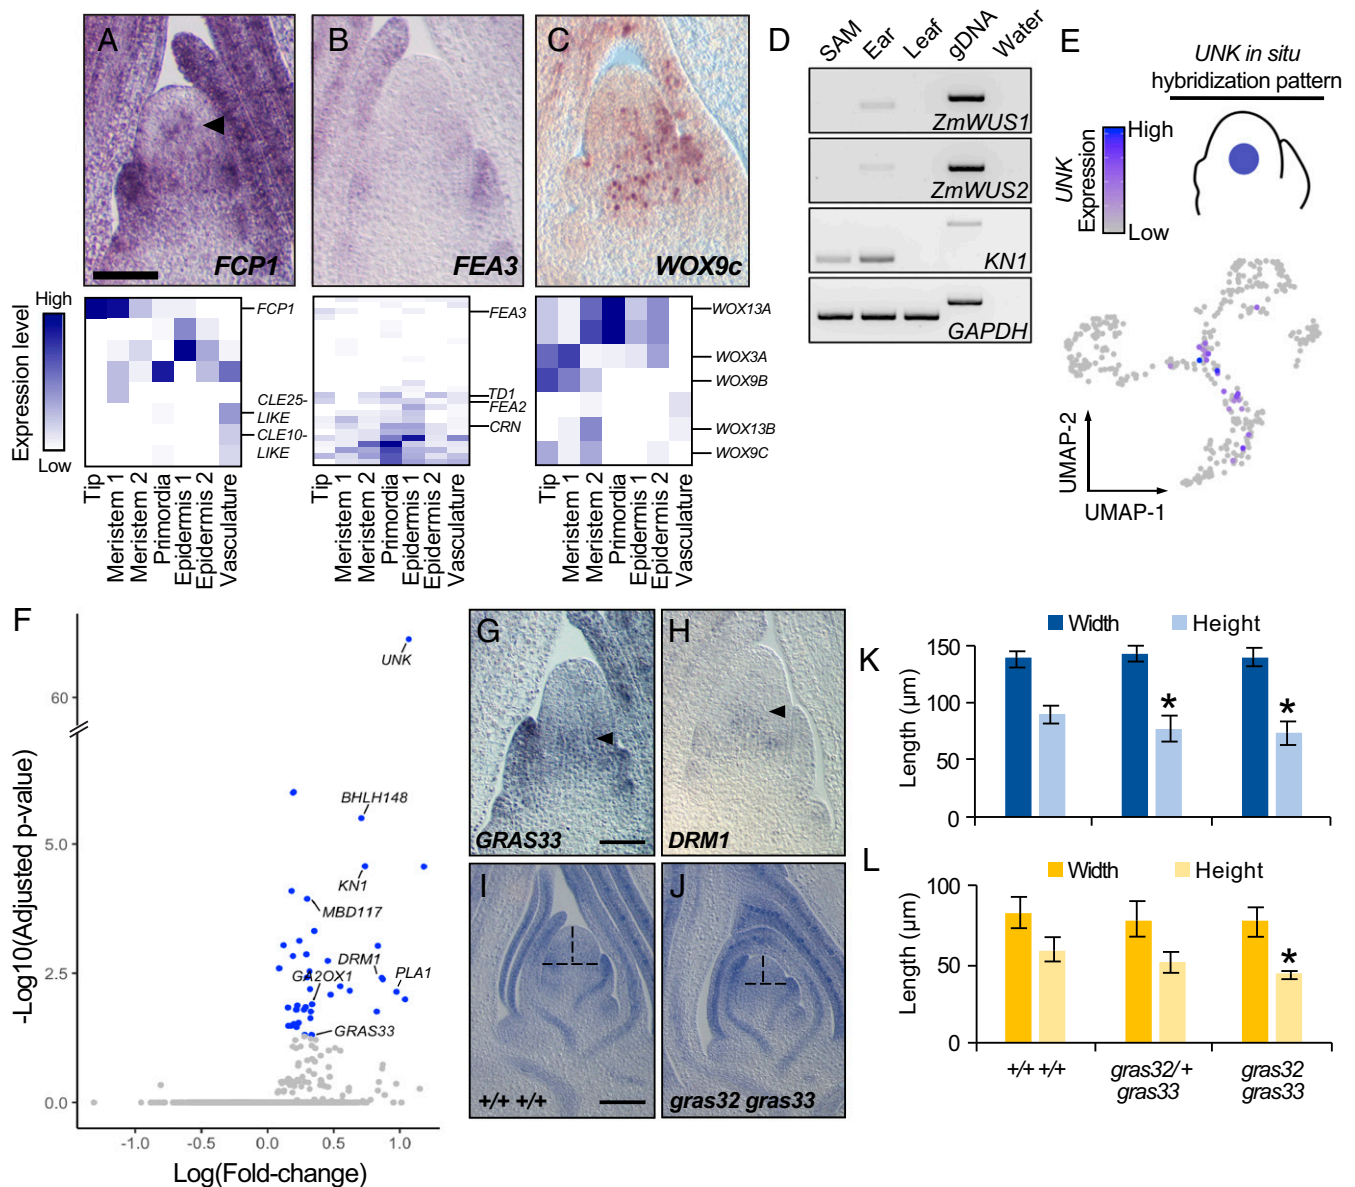 A
FCP1
B
FEA3
C
WOX9c
High
Expression level
Low
FCP1
CLE25-
LIKE
CLE10-
LIKE
FEA3
TD1
FEA2
CRN
WOX13A
WOX3A
WOX9B
WOX13B
WOX9C
Tip
Meristem 1
Meristem 2
Primordia
Epidermis 1
Epidermis 2
Vasculature
Tip
Meristem 1
Meristem 2
Primordia
Epidermis 1
Epidermis 2
Vasculature
Tip
Meristem 1
Meristem 2
Primordia
Epidermis 1
Epidermis 2
Vasculature
D
SAM
Ear
Leaf
gDNA
Water
ZmWUS1
ZmWUS2
KN1
GAPDH
E
UNK in situ
hybridization pattern
High
UNK
Expression
Low
UMAP-2
UMAP-1
F
UNK
60
BHLH148
5.0
KN1
MBD117
DRM1
2.5
GA2OX1
PLA1
GRAS33
0.0
-Log10(Adjusted p-value)
-1.0
-0.5
0.0
0.5
1.0
Log(Fold-change)
G
GRAS33
H
DRM1
I
+/+ +/+
J
gras32 gras33
K
Width
Height
Length (µm)
150
100
50
0
*
*
L
Width
Height
Length (µm)
100
50
0
*
+/+ +/+
gras32/+
gras33
gras32
gras33